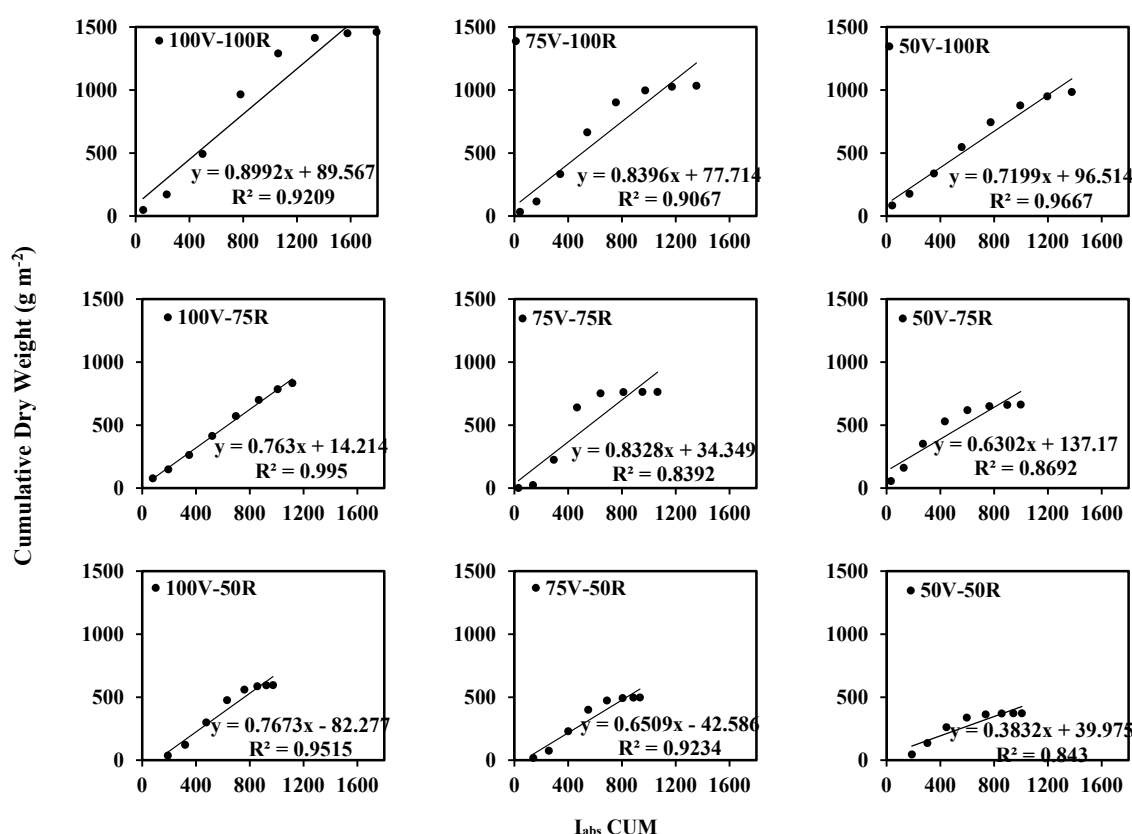 Cumulative Dry Weight (g m⁻²)
1500
1000
500
0
100V-100R
y = 0.8992x + 89.567
R² = 0.9209
0 400 800 1200 1600
75V-100R
1500
1000
500
0
y = 0.8396x + 77.714
R² = 0.9067
0 400 800 1200 1600
50V-100R
1500
1000
500
0
y = 0.7199x + 96.514
R² = 0.9667
0 400 800 1200 1600
1500
1000
500
0
100V-75R
y = 0.763x + 14.214
R² = 0.995
0 400 800 1200 1600
1500
1000
500
0
75V-75R
y = 0.8328x + 34.349
R² = 0.8392
0 400 800 1200 1600
1500
1000
500
0
50V-75R
y = 0.6302x + 137.17
R² = 0.8692
0 400 800 1200 1600
1500
1000
500
0
100V-50R
y = 0.7673x - 82.277
R² = 0.9515
0 400 800 1200 1600
1500
1000
500
0
75V-50R
y = 0.6509x - 42.586
R² = 0.9234
0 400 800 1200 1600
1500
1000
500
0
50V-50R
y = 0.3832x + 39.975
R² = 0.843
0 400 800 1200 1600
Iabs CUM